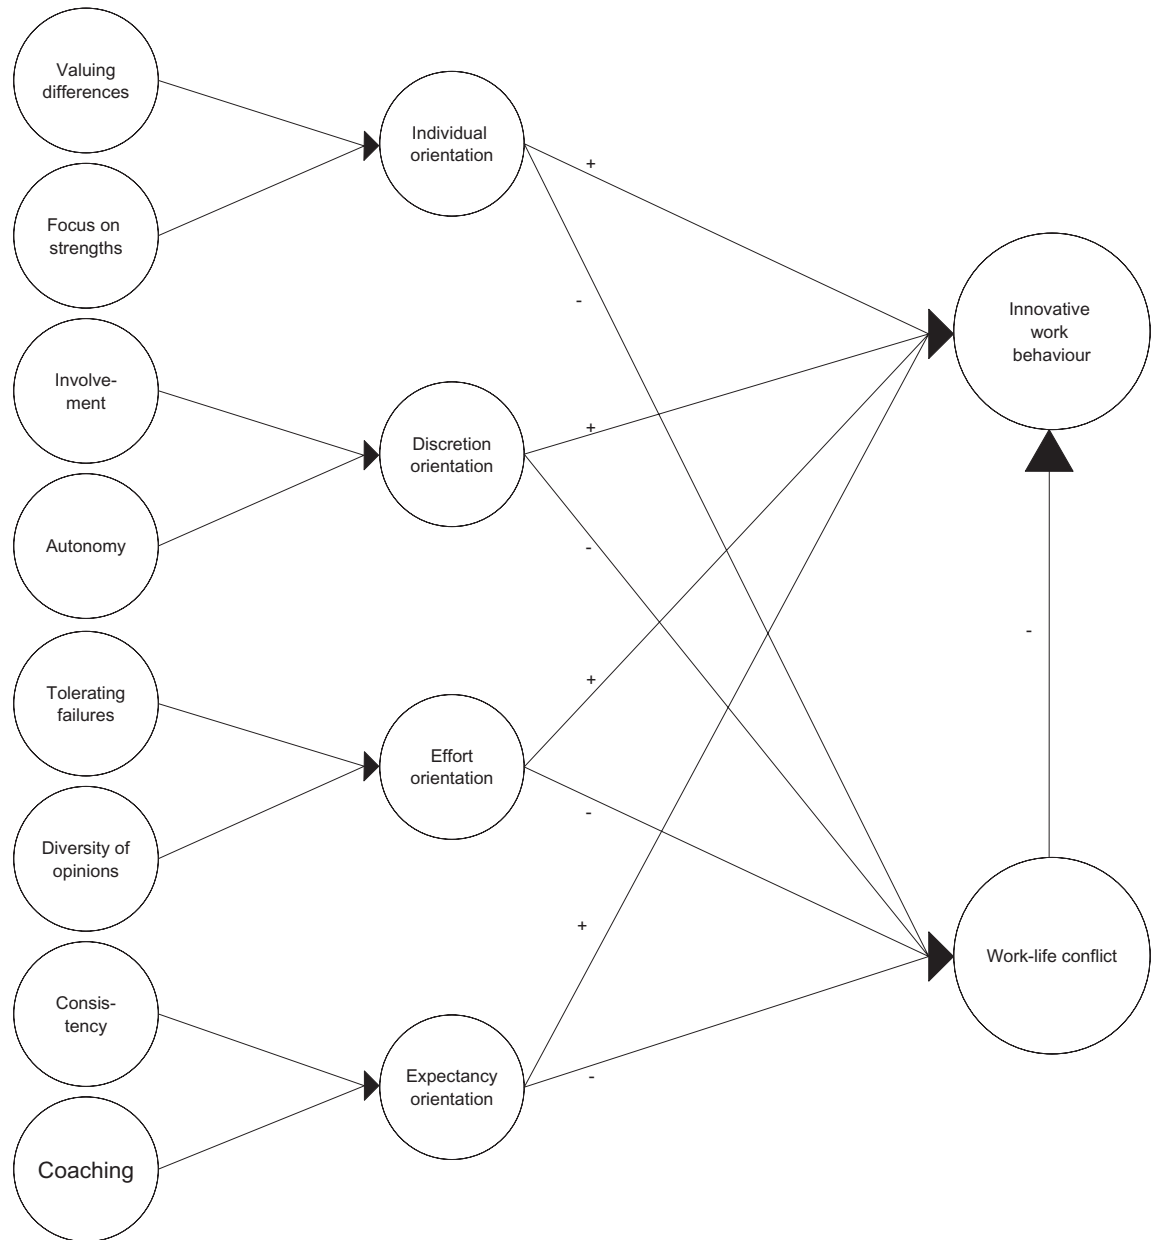 Valuing
differences
Focus on
strengths
Involve-
ment
Autonomy
Tolerating
failures
Diversity of
opinions
Consis-
tency
Coaching
Individual
orientation
Discretion
orientation
Effort
orientation
Expectancy
orientation
+
-
+
-
+
-
+
-
Innovative
work
behaviour
-
Work-life conflict